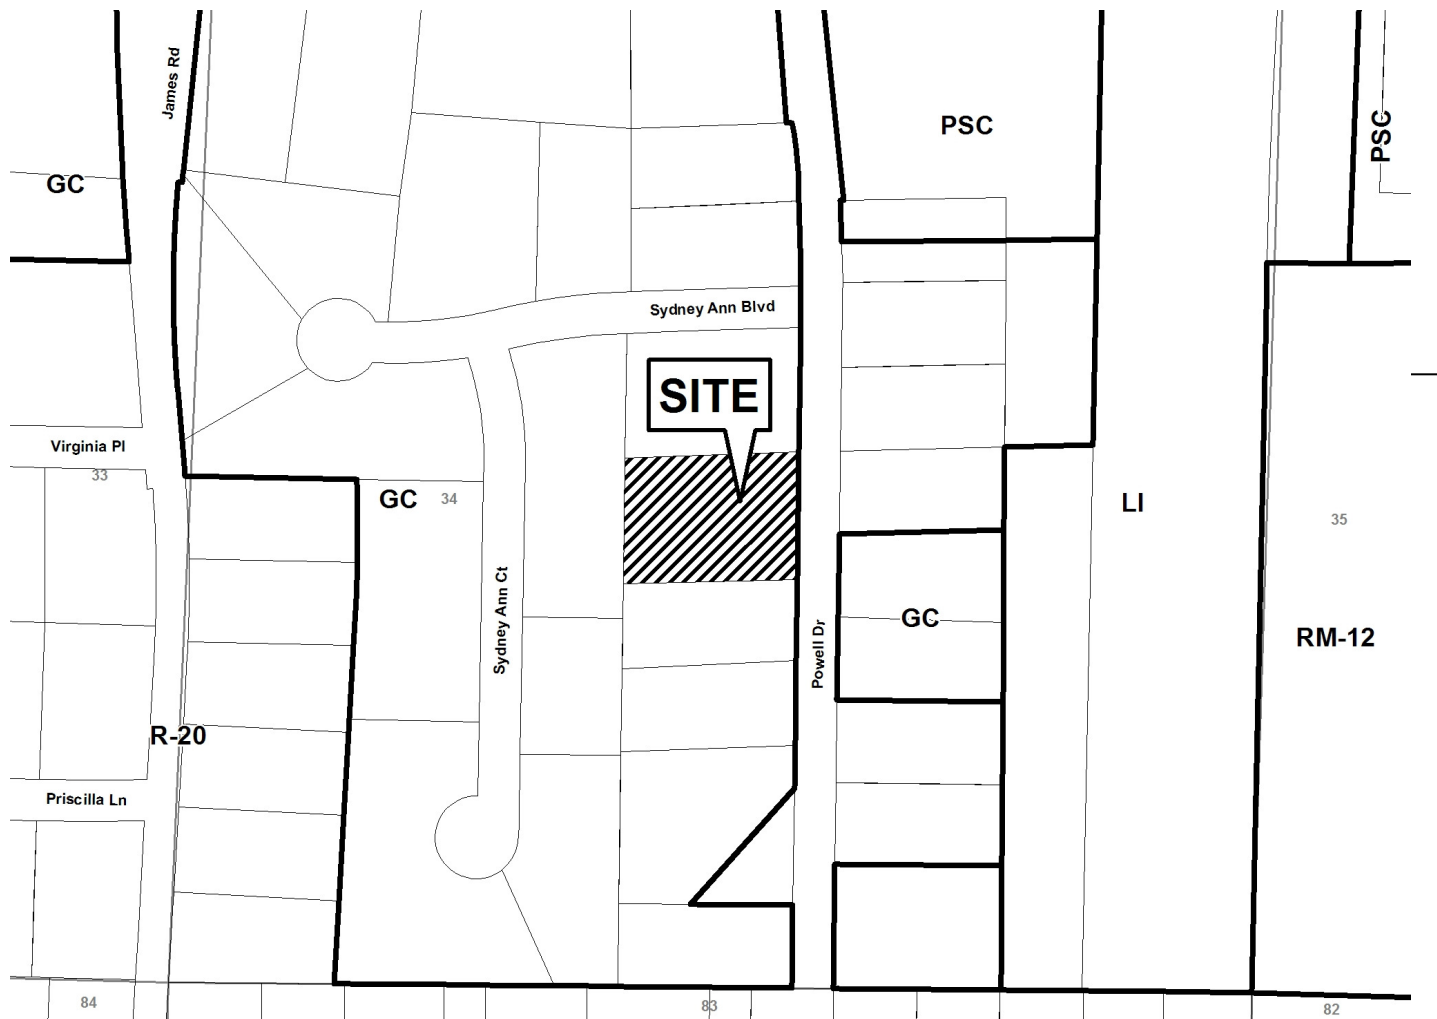 James Rd
PSC
PSC
GC
Sydney Ann Blvd
SITE
Virginia Pl
33
GC
34
LI
35
Sydney Ann Ct
Powell Dr
GC
RM-12
R-20
Priscilla Ln
84
83
82